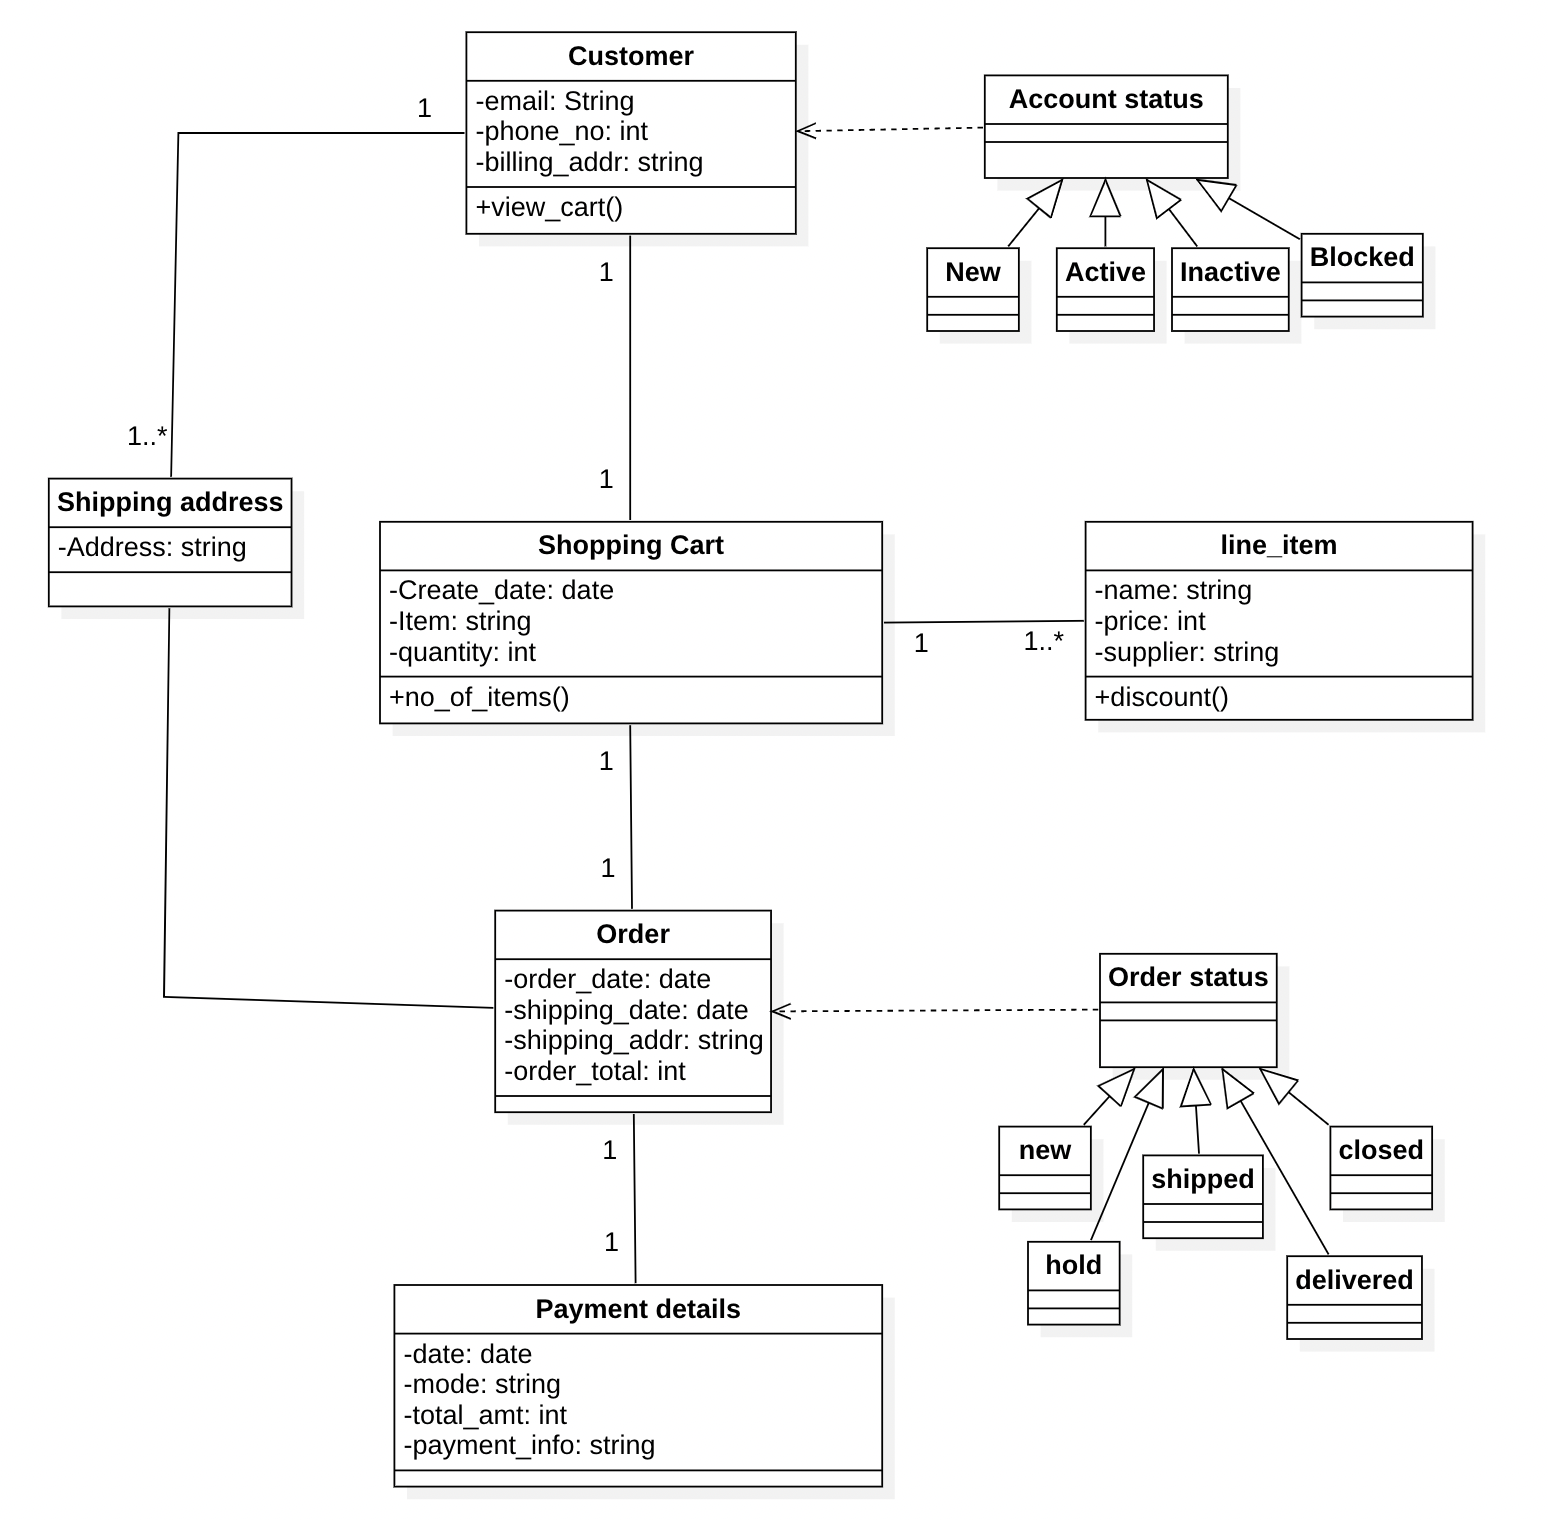 Customer
-email: String
-phone_no: int
-billing_addr: string
+view_cart()
1
Account status
New
Active
Inactive
Blocked
1
1..*
1
Shipping address
-Address: string
Shopping Cart
-Create_date: date
-Item: string
-quantity: int
+no_of_items()
1
1..*
line_item
-name: string
-price: int
-supplier: string
+discount()
1
1
Order
-order_date: date
-shipping_date: date
-shipping_addr: string
-order_total: int
Order status
new
hold
shipped
delivered
closed
1
1
Payment details
-date: date
-mode: string
-total_amt: int
-payment_info: string